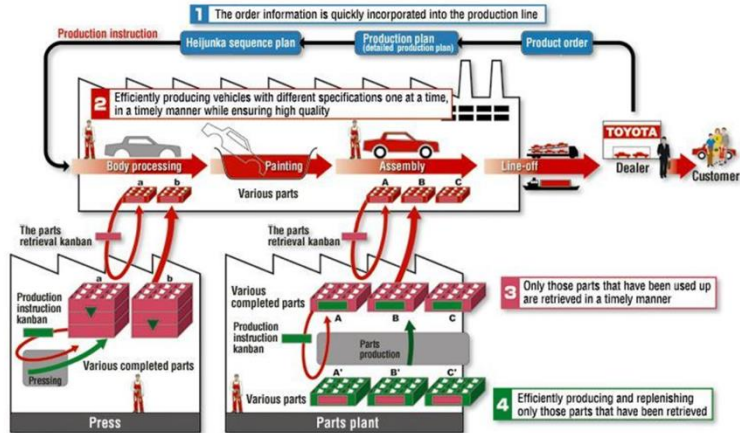 1 The order information is quickly incorporated into the production line
Production instruction
Heijunka sequence plan
Production plan
(detailed production plan)
Product order
2 Efficiently producing vehicles with different specifications one at a time,
in a timely manner while ensuring high quality
TOYOTA
Body processing
Painting
Assembly
Line-off
Dealer
Customer
a
b
Various parts
A
B
C
The parts
retrieval kanban
The parts
retrieval kanban
a
b
Production
instruction
kanban
Pressing
Various completed parts
Press
Various
completed parts
A
B
C
3 Only those parts that have been used up
are retrieved in a timely manner
Production
instruction
kanban
Parts
production
A'
B'
C'
Various parts
4 Efficiently producing and replenishing
only those parts that have been retrieved
Parts plant